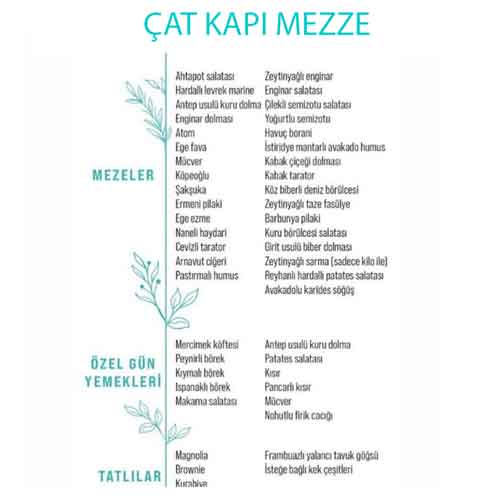 ÇAT KAPI MEZZE
MEZELER
Ahtapot salatası
Hardallı levrek marine
Antep usulü kuru dolma
Enginar dolması
Atom
Ege fava
Mücver
Köpeoğlu
Şakşuka
Ermeni pilaki
Ege ezme
Naneli haydari
Cevizli tarator
Arnavut ciğeri
Pastırmalı humus
Zeytinyağlı enginar
Enginar salatası
Çilekli semizotu salatası
Yoğurtlu semizotu
Havuç borani
İstiridye mantarlı avakado humus
Kabak çiçeği dolması
Kabak tarator
Köz biberli deniz börülcesi
Zeytinyağlı taze fasülye
Barbunya pilaki
Kuru börülcesi salatası
Girit usulü biber dolması
Zeytinyağlı sarma (sadece kilo ile)
Reyhanlı hardallı patates salatası
Avakadolu karides söğüş
ÖZEL GÜN
YEMEKLERİ
Mercimek köftesi
Peynirli börek
Kıymalı börek
Ispanaklı börek
Makarna salatası
Antep usulü kuru dolma
Patates salatası
Kısır
Pancarlı kısır
Mücver
Nohutlu firik cacığı
TATLILAR
Magnolia
Brownie
Kurabiye
Frambuazlı yalancı tavuk göğsü
İsteğe bağlı kek çeşitleri